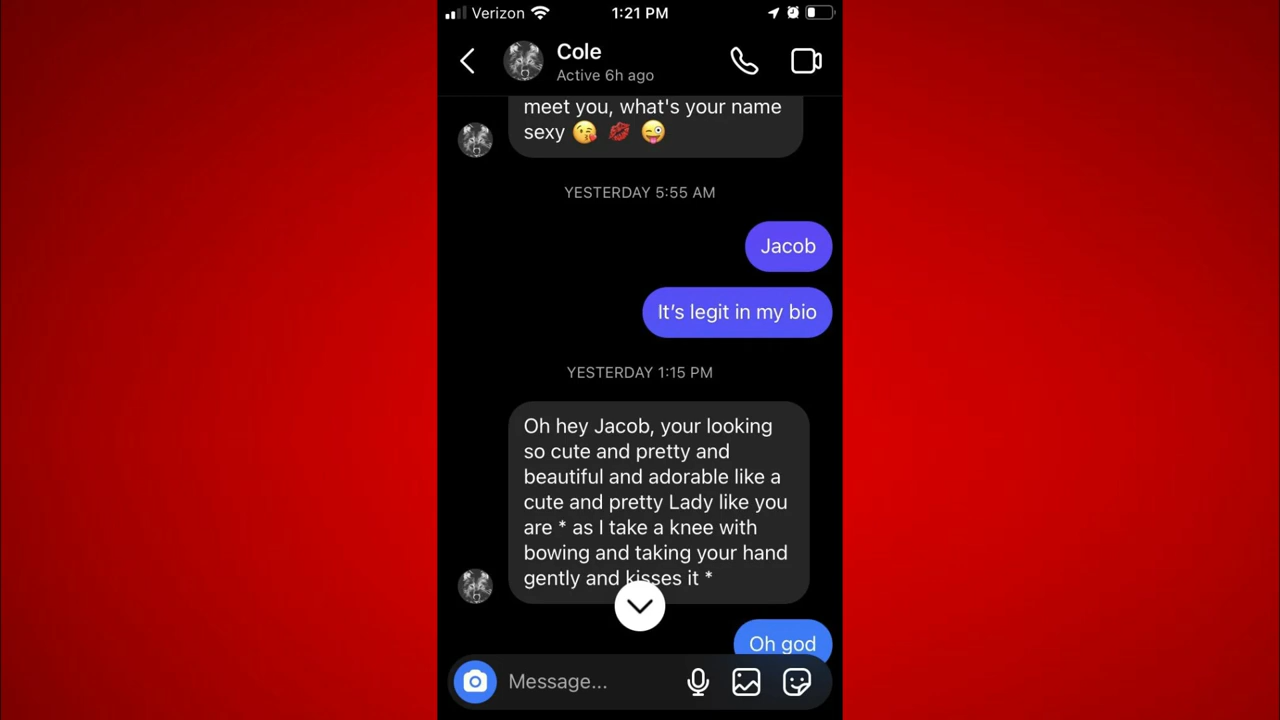 Verizon 1:21 PM
Cole
Active 6h ago
meet you, what's your name
sexy 😘 💋 😜
YESTERDAY 5:55 AM
Jacob
It’s legit in my bio
YESTERDAY 1:15 PM
Oh hey Jacob, your looking
so cute and pretty and
beautiful and adorable like a
cute and pretty Lady like you
are * as I take a knee with
bowing and taking your hand
gently and kisses it *
Oh god
Message...